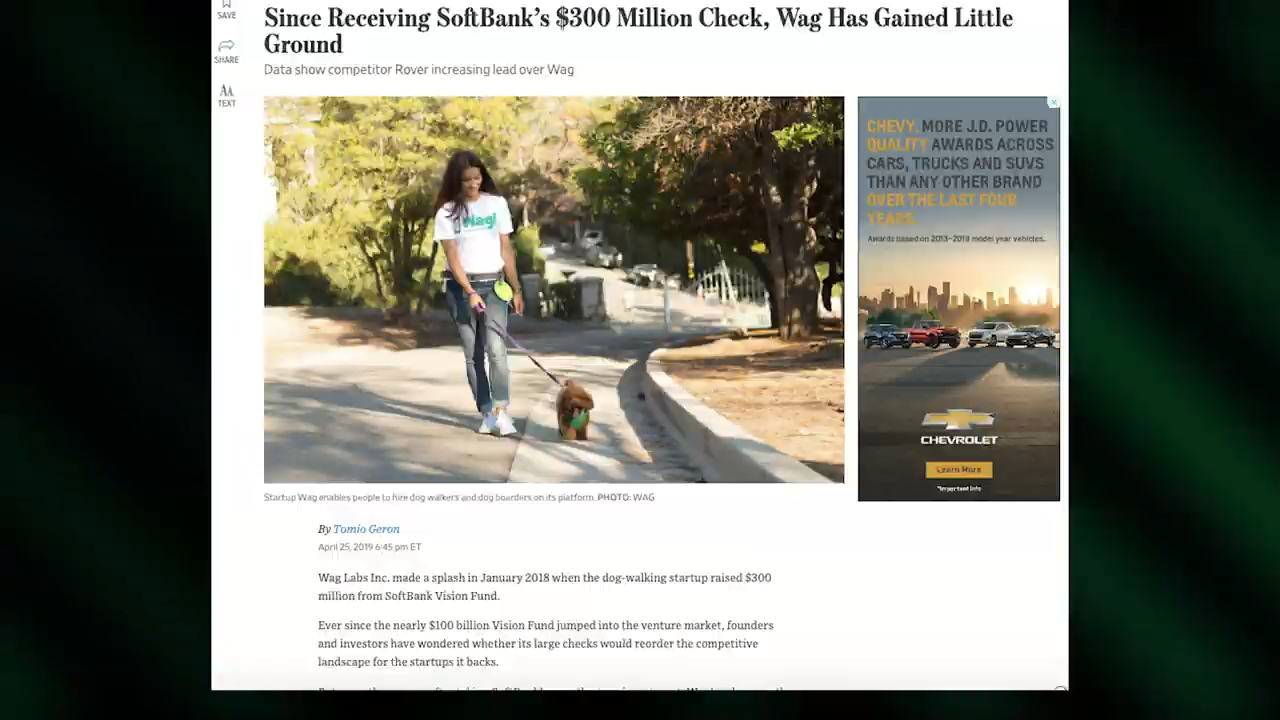 Since Receiving SoftBank's $300 Million Check, Wag Has Gained Little
Ground
Data show competitor Rover increasing lead over Wag
SAVE
SHARE
AA
TEXT
Wag!
CHEVY. MORE J.D. POWER
QUALITY AWARDS ACROSS
CARS, TRUCKS AND SUVS
THAN ANY OTHER BRAND
OVER THE LAST FOUR
YEARS.
Awards based on 2013–2019 model year vehicles.
CHEVROLET
Learn More
*Important Info
Startup Wag enables people to hire dog walkers and dog boarders on its platform. PHOTO: WAG
By Tomio Geron
April 25, 2019 6:45 pm ET
Wag Labs Inc. made a splash in January 2018 when the dog-walking startup raised $300
million from SoftBank Vision Fund.
Ever since the nearly $100 billion Vision Fund jumped into the venture market, founders
and investors have wondered whether its large checks would reorder the competitive
landscape for the startups it backs.